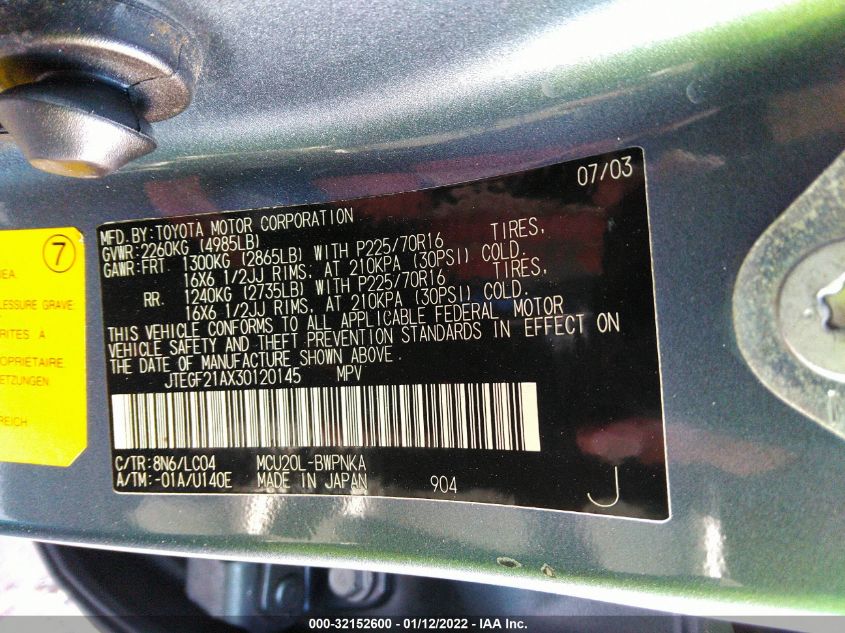 07/03
MFD. BY: TOYOTA MOTOR CORPORATION
GVWR: 2260KG (4985LB)
GAWR: FRT. 1300KG (2865LB) WITH P225/70R16 TIRES,
16X6 1/2JJ RIMS, AT 210KPA (30PSI) COLD.
RR. 1240KG (2735LB) WITH P225/70R16 TIRES,
16X6 1/2JJ RIMS, AT 210KPA (30PSI) COLD.
THIS VEHICLE CONFORMS TO ALL APPLICABLE FEDERAL MOTOR
VEHICLE SAFETY AND THEFT PREVENTION STANDARDS IN EFFECT ON
THE DATE OF MANUFACTURE SHOWN ABOVE.
JTEGF21AX30120145 MPV
C/TR: 8N6/LC04 MCU20L-BWPNKA
A/TM: -01A/U140E MADE IN JAPAN 904
J
7
ESSURE GRAVE
RITES A
ROPRIETAIRE
ETZUNGEN
REICH
000-32152600 - 01/12/2022 - IAA Inc.